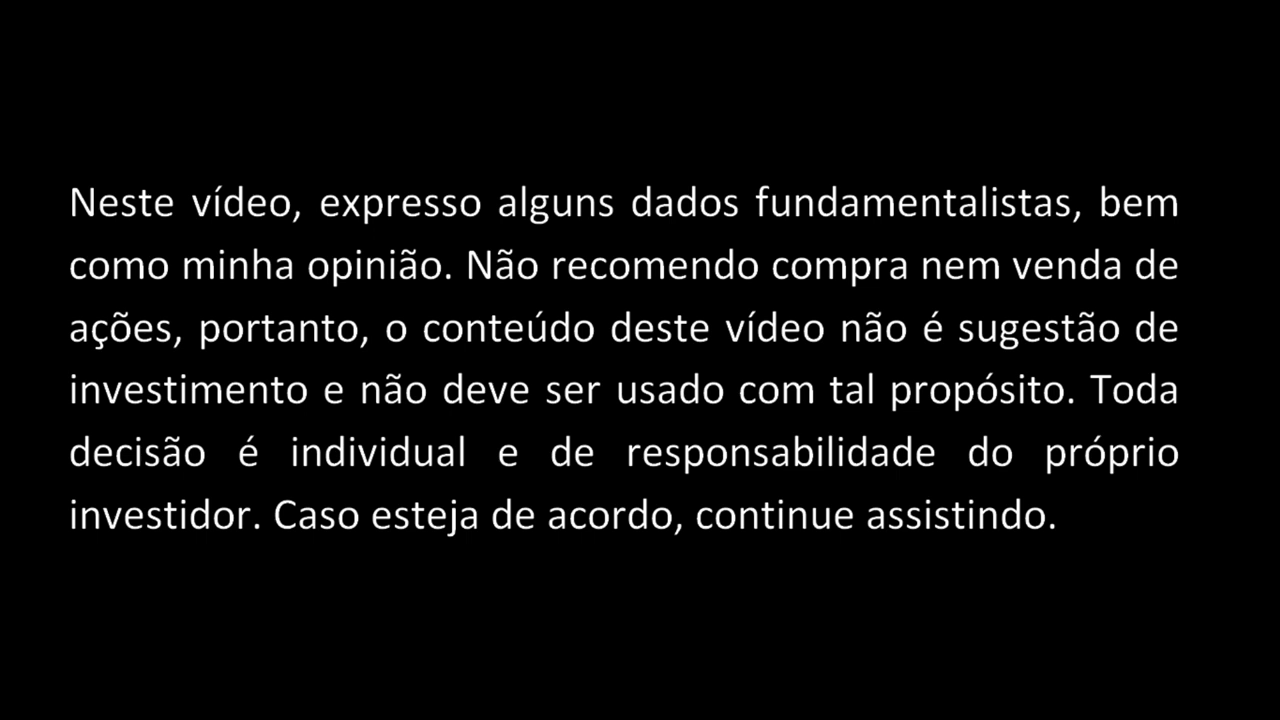 Neste vídeo, expresso alguns dados fundamentalistas, bem
como minha opinião. Não recomendo compra nem venda de
ações, portanto, o conteúdo deste vídeo não é sugestão de
investimento e não deve ser usado com tal propósito. Toda
decisão é individual e de responsabilidade do próprio
investidor. Caso esteja de acordo, continue assistindo.